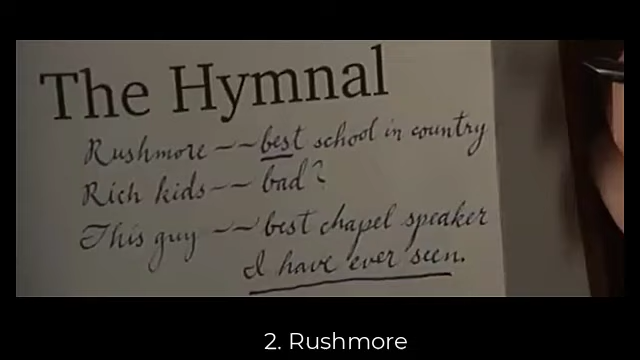 The Hymnal
Rushmore -- best school in country
Rich kids -- bad?
This guy -- best chapel speaker
I have ever seen.
2. Rushmore